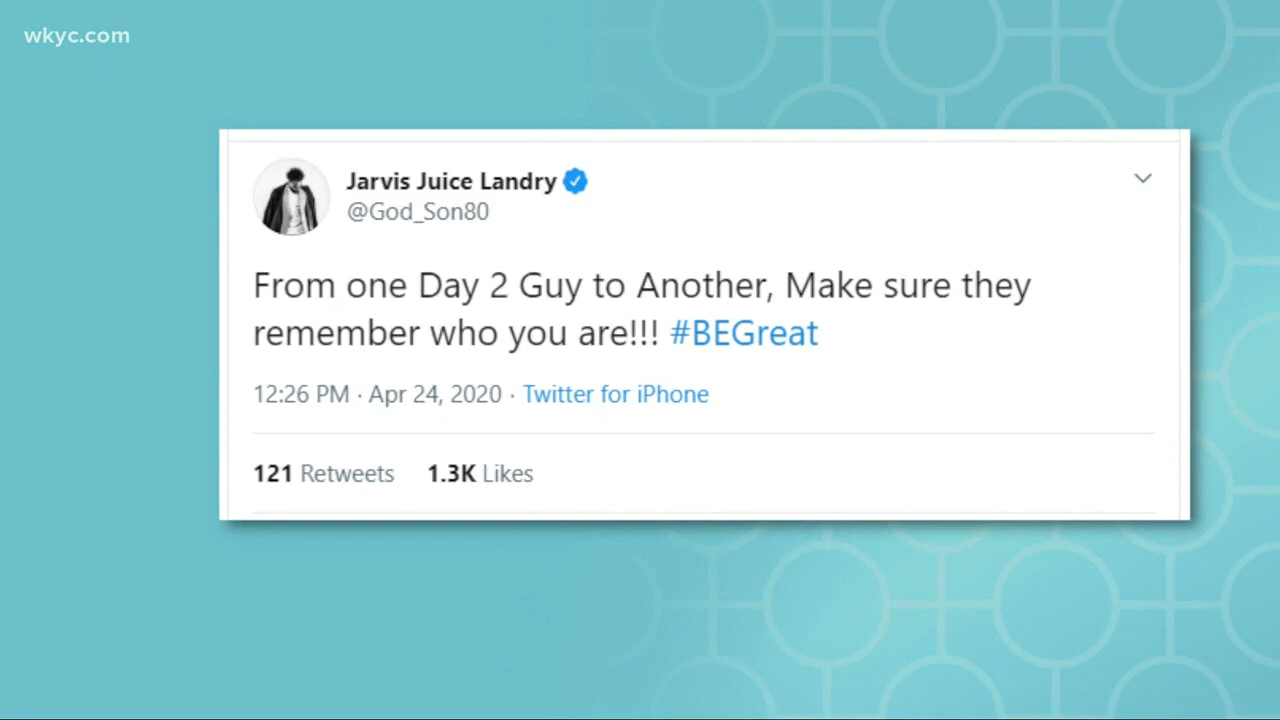 wkyc.com
Jarvis Juice Landry
@God_Son80
From one Day 2 Guy to Another, Make sure they
remember who you are!!! #BEGreat
12:26 PM · Apr 24, 2020 · Twitter for iPhone
121 Retweets 1.3K Likes